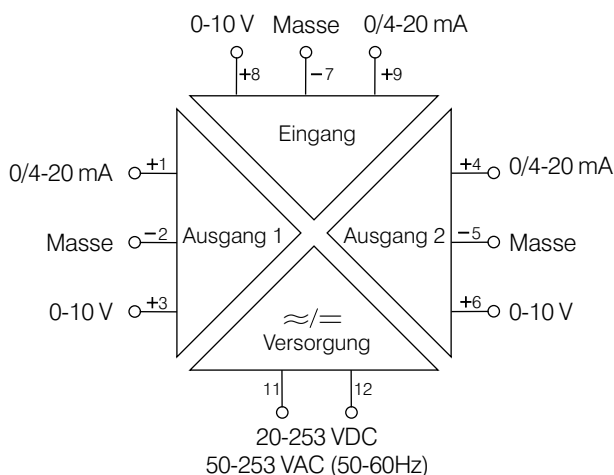 0-10 V Masse 0/4-20 mA
+8 −7 +9
Eingang
0/4-20 mA +1 +4 0/4-20 mA
Masse −2 Ausgang 1 Ausgang 2 −5 Masse
0-10 V +3 +6 0-10 V
≈/=
Versorgung
11 12
20-253 VDC
50-253 VAC (50-60Hz)